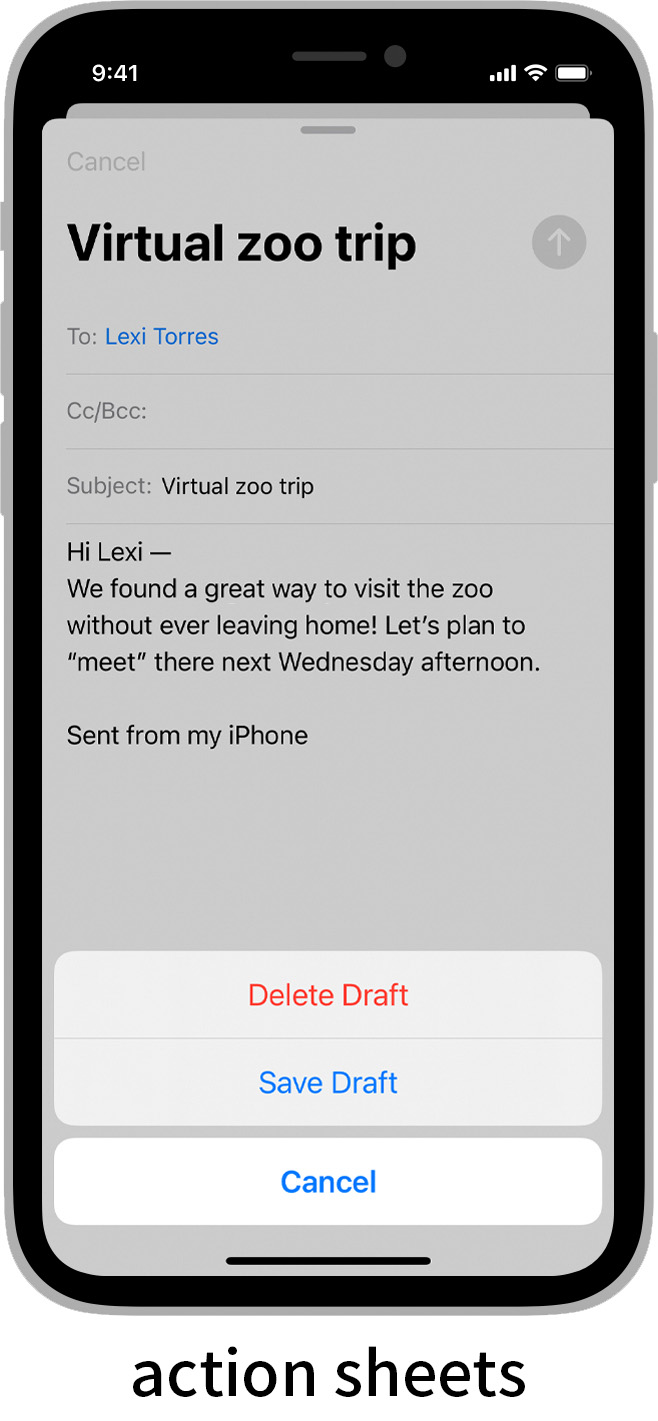 9:41
Cancel
Virtual zoo trip
To: Lexi Torres
Cc/Bcc:
Subject: Virtual zoo trip
Hi Lexi —
We found a great way to visit the zoo
without ever leaving home! Let’s plan to
“meet” there next Wednesday afternoon.
Sent from my iPhone
Delete Draft
Save Draft
Cancel
action sheets